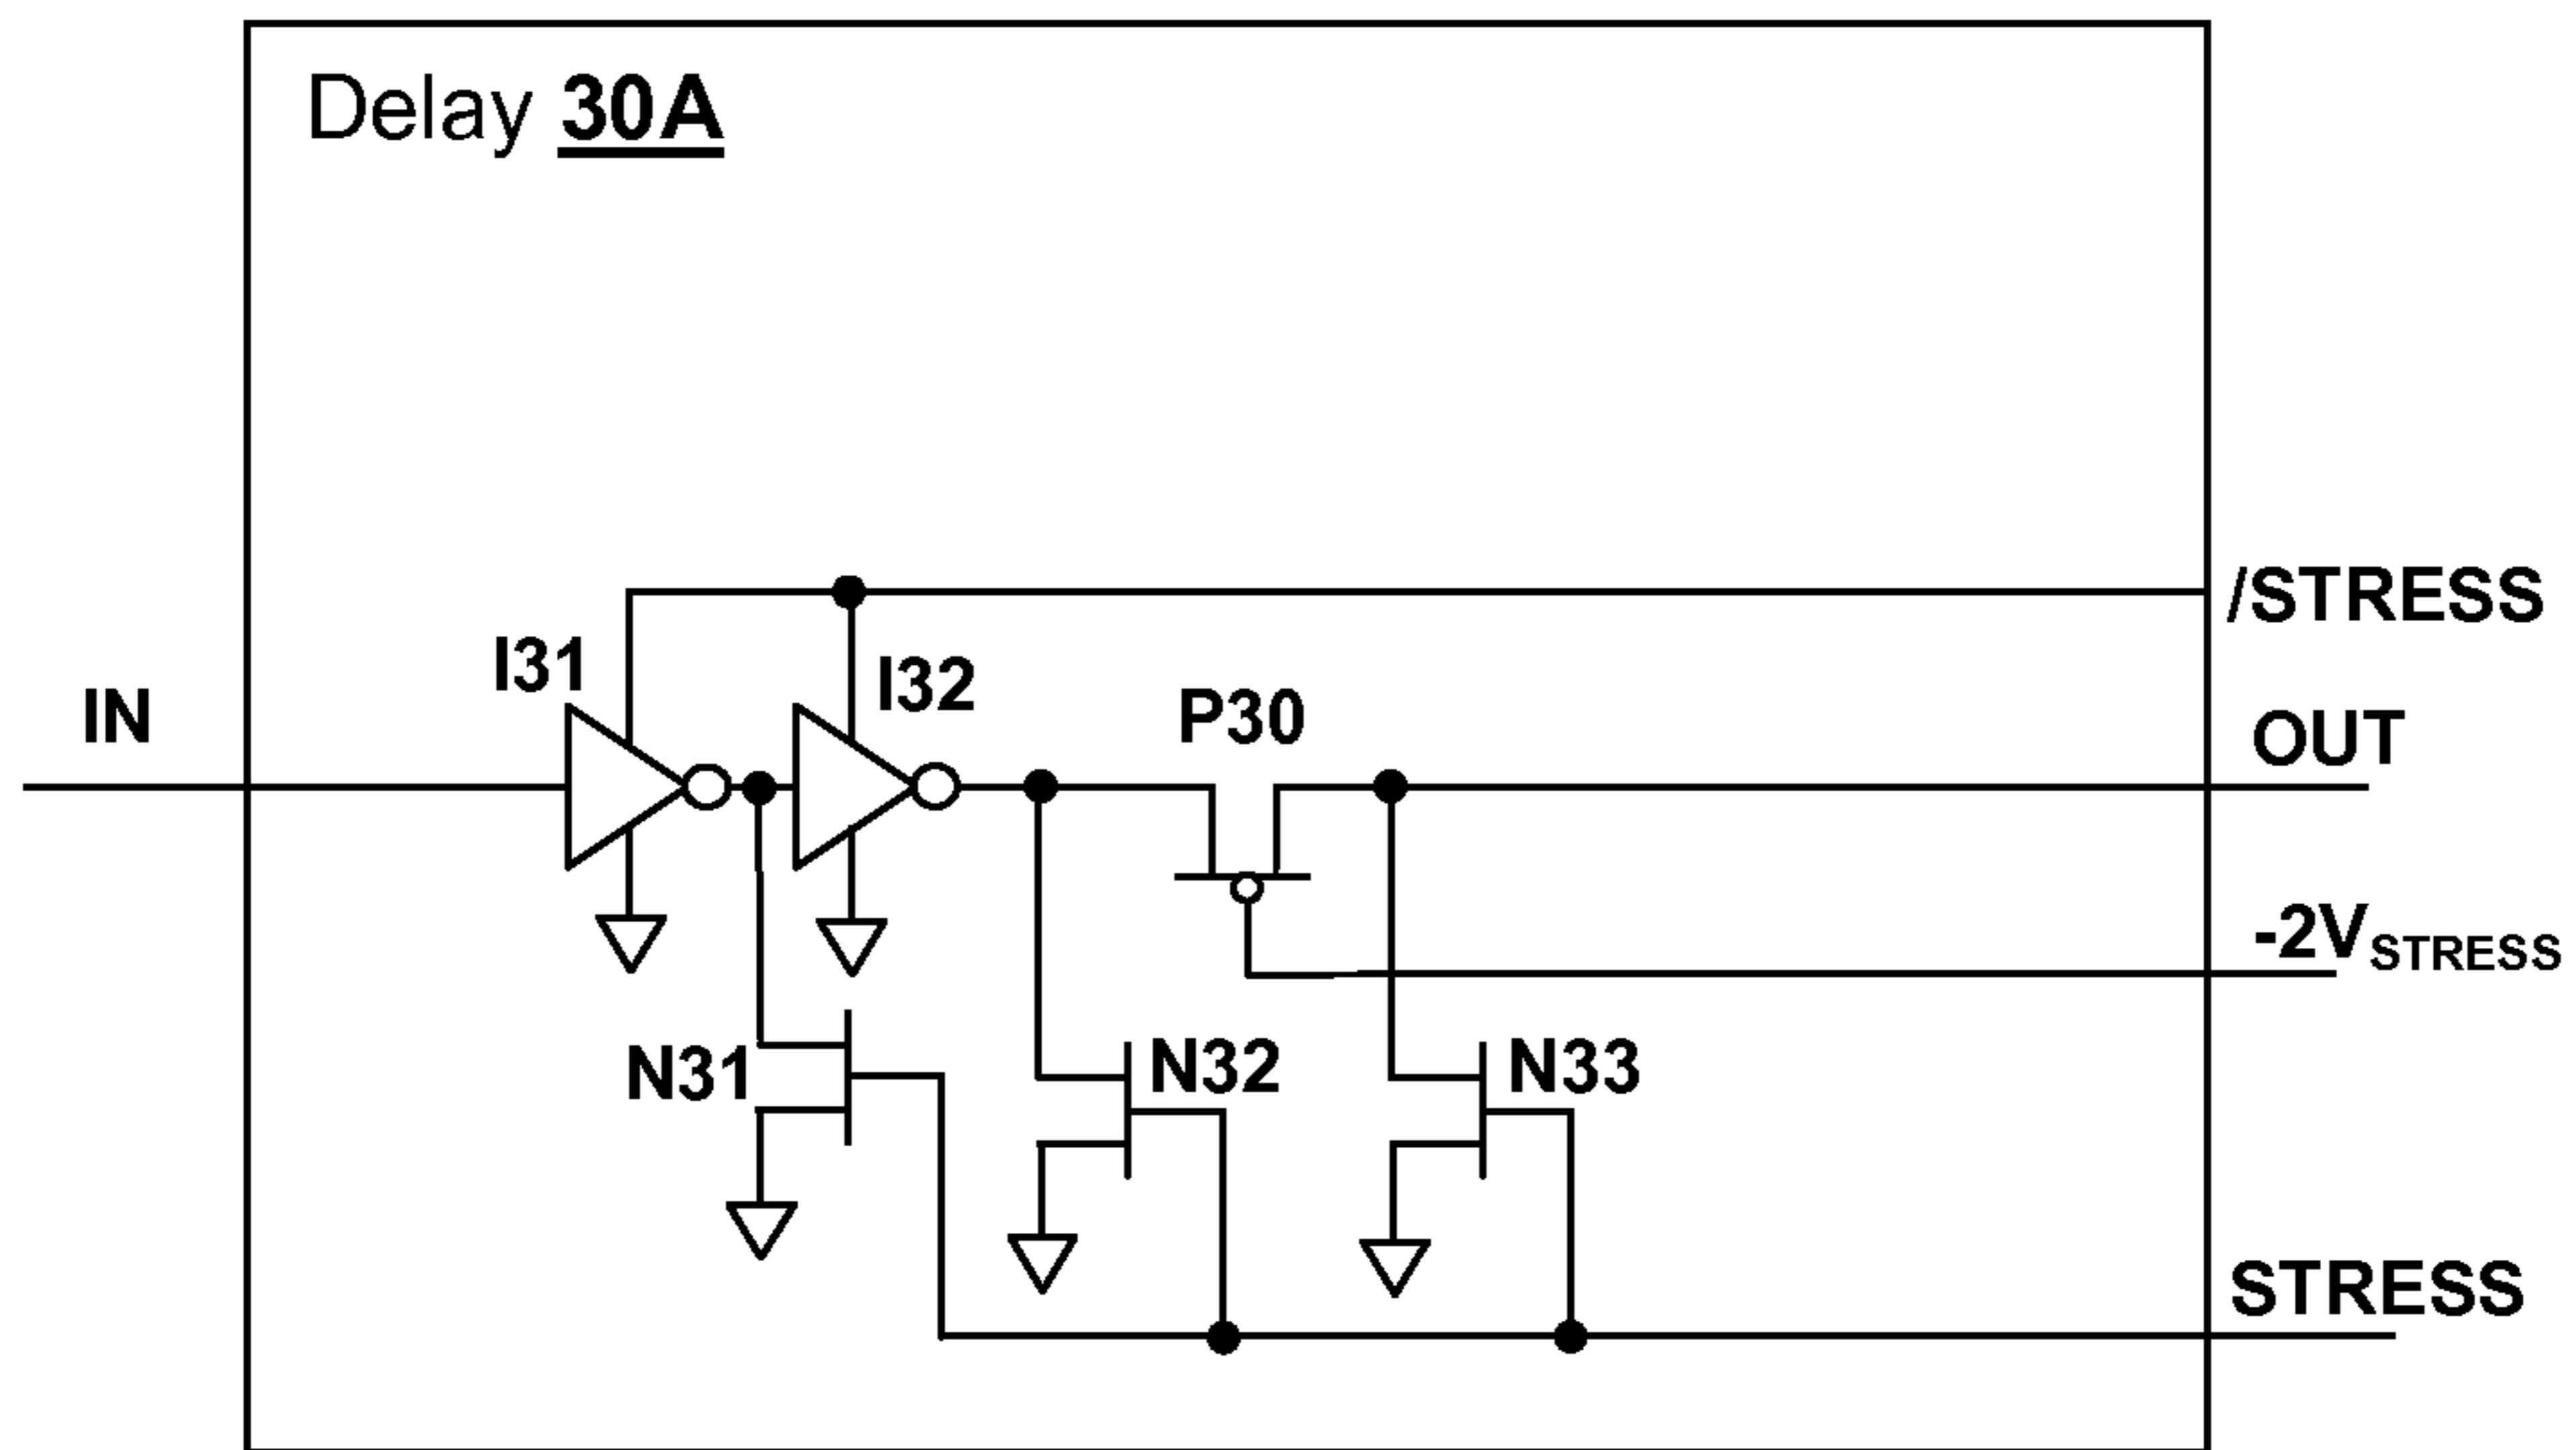 Delay 30A
/STRESS
I31
I32
IN
P30
OUT
-2VSTRESS
N31
N32
N33
STRESS